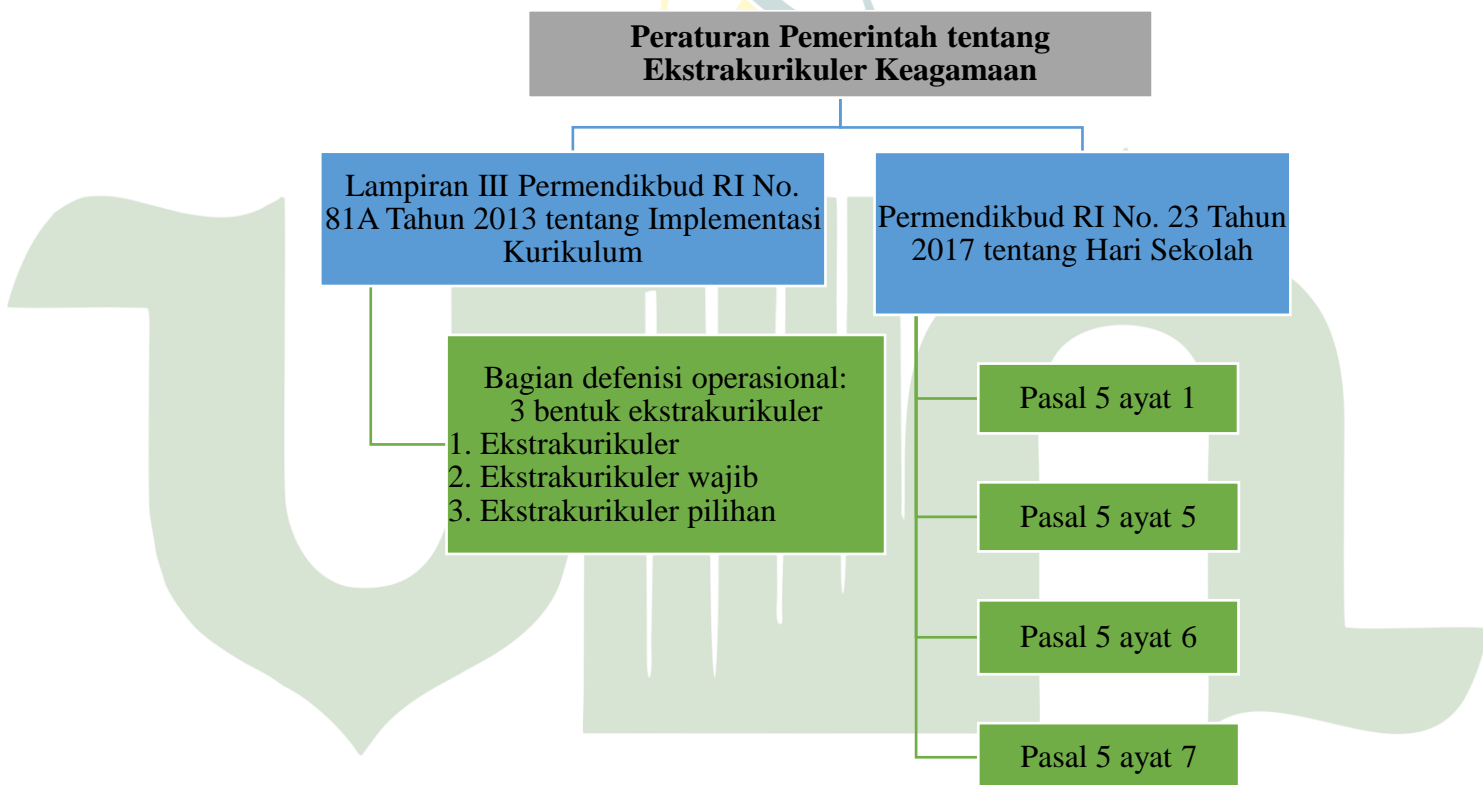 Peraturan Pemerintah tentang
Ekstrakurikuler Keagamaan
Lampiran III Permendikbud RI No.
81A Tahun 2013 tentang Implementasi
Kurikulum
Bagian defenisi operasional:
3 bentuk ekstrakurikuler
1. Ekstrakurikuler
2. Ekstrakurikuler wajib
3. Ekstrakurikuler pilihan
Permendikbud RI No. 23 Tahun
2017 tentang Hari Sekolah
Pasal 5 ayat 1
Pasal 5 ayat 5
Pasal 5 ayat 6
Pasal 5 ayat 7